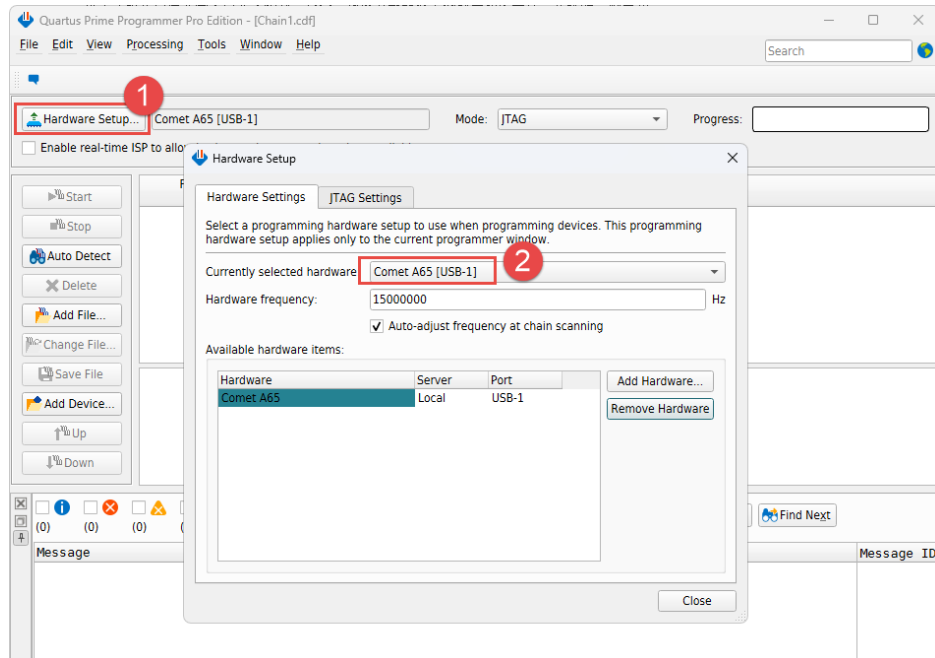 Quartus Prime Programmer Pro Edition - [Chain1.cdf]
File Edit View Processing Tools Window Help
Search
1
Hardware Setup... Comet A65 [USB-1] Mode: JTAG Progress:
Enable real-time ISP to allo
Hardware Setup
Start
Stop
Auto Detect
Delete
Add File...
Change File...
Save File
Add Device...
Up
Down
Hardware Settings JTAG Settings
Select a programming hardware setup to use when programming devices. This programming
hardware setup applies only to the current programmer window.
2
Currently selected hardware Comet A65 [USB-1]
Hardware frequency: 15000000 Hz
Auto-adjust frequency at chain scanning
Available hardware items:
Hardware Server Port
Comet A65 Local USB-1
Add Hardware...
Remove Hardware
Close
(0) (0) (0)
Find Next
Message Message ID